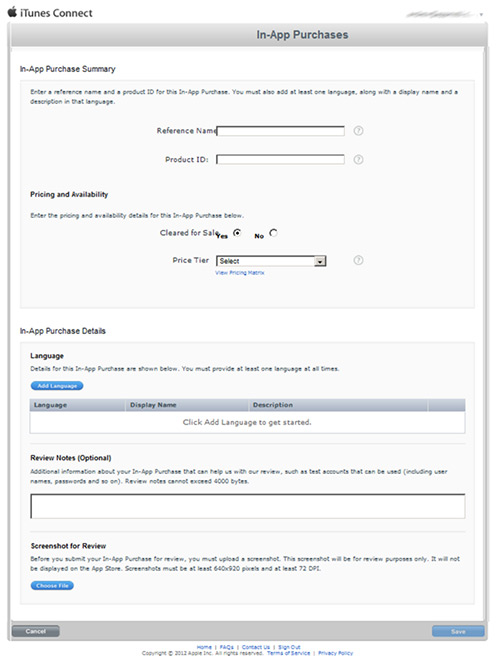 iTunes Connect
In-App Purchases
In-App Purchase Summary
Enter a reference name and a product ID for this In-App Purchase. You must also add at least one language, along with a display name and a
description in that language.
Reference Name
?
Product ID:
?
Pricing and Availability
Enter the pricing and availability details for this In-App Purchase below.
Cleared for Sale Yes No
Price Tier Select
?
View Pricing Matrix
In-App Purchase Details
Language
Details for this In-App Purchase are shown below. You must provide at least one language at all times.
Add Language
Language Display Name Description
Click Add Language to get started.
Review Notes (Optional)
Additional information about your In-App Purchase that can help us with our review, such as test accounts that can be used (including user
names, passwords and so on). Review notes cannot exceed 4000 bytes.
Screenshot for Review
Before you submit your In-App Purchase for review, you must upload a screenshot. This screenshot will be for review purposes only. It will not
be displayed on the App Store. Screenshots must be at least 640x920 pixels and at least 72 DPI.
Choose File
Cancel Save
Home | FAQs | Contact Us | Sign Out
Copyright © 2012 Apple Inc. All rights reserved. Terms of Service | Privacy Policy